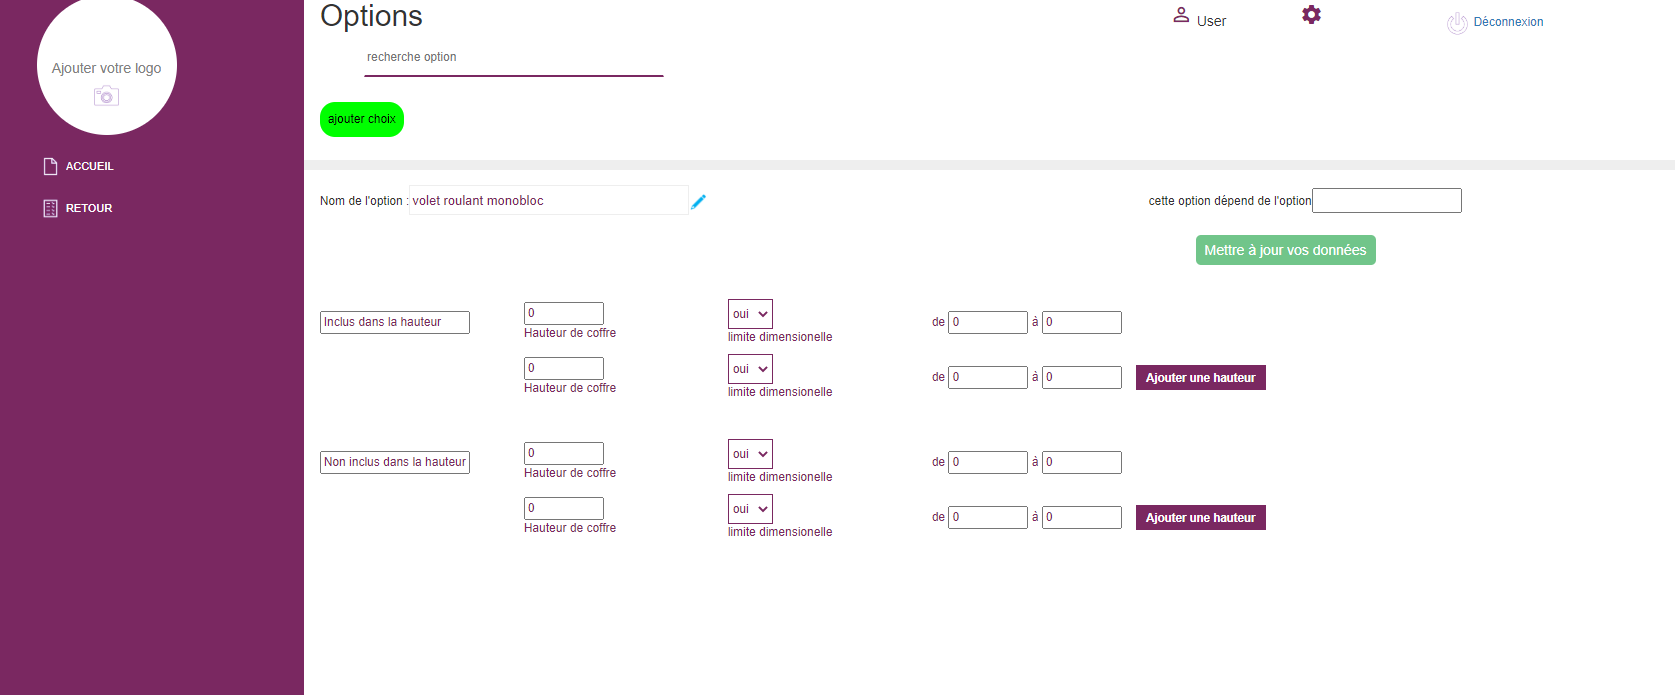 Ajouter votre logo
ACCUEIL
RETOUR
Options
User
Déconnexion
recherche option
ajouter choix
Nom de l'option : volet roulant monobloc
cette option dépend de l'option
Mettre à jour vos données
Inclus dans la hauteur 0 oui de 0 à 0
Hauteur de coffre limite dimensionelle
0 oui de 0 à 0 Ajouter une hauteur
Hauteur de coffre limite dimensionelle
Non inclus dans la hauteur 0 oui de 0 à 0
Hauteur de coffre limite dimensionelle
0 oui de 0 à 0 Ajouter une hauteur
Hauteur de coffre limite dimensionelle